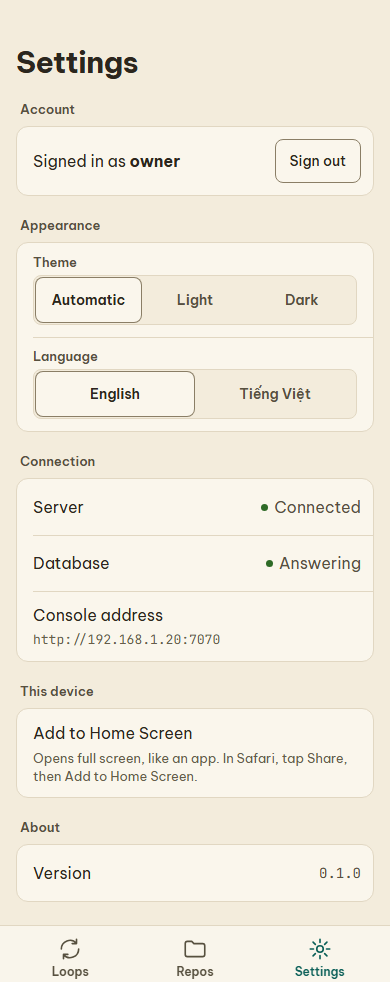 Settings
Account
Signed in as owner
Sign out
Appearance
Theme
Automatic
Light
Dark
Language
English
Tiếng Việt
Connection
Server
Connected
Database
Answering
Console address
http://192.168.1.20:7070
This device
Add to Home Screen
Opens full screen, like an app. In Safari, tap Share,
then Add to Home Screen.
About
Version
0.1.0
Loops
Repos
Settings